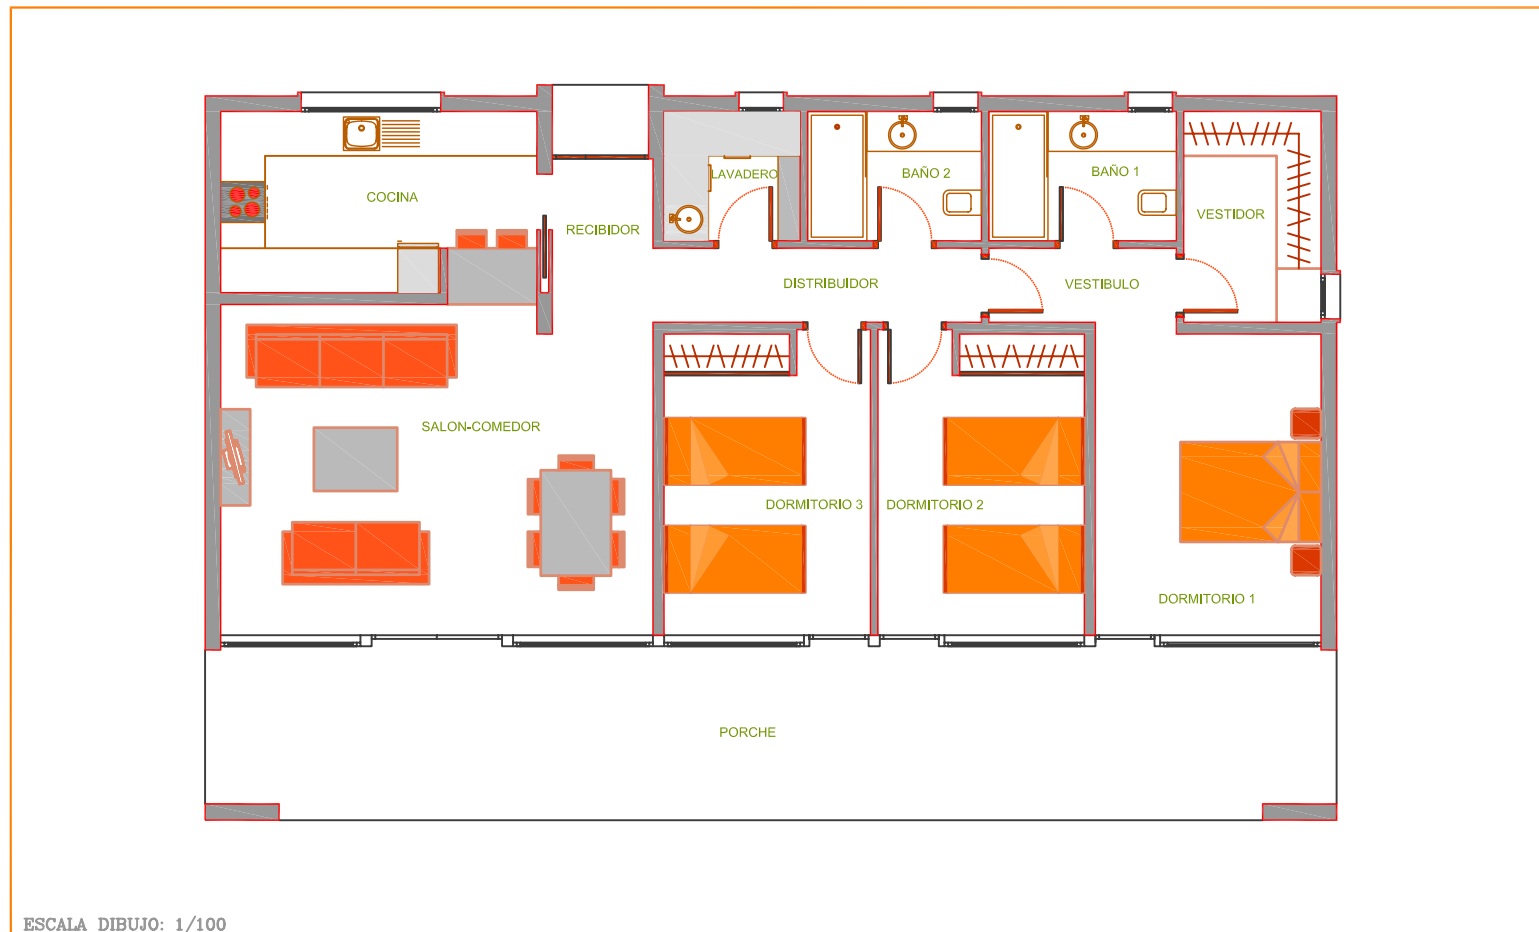 LAVADERO
BAÑO 2
BAÑO 1
COCINA
VESTIDOR
RECIBIDOR
DISTRIBUIDOR
VESTIBULO
SALON-COMEDOR
DORMITORIO 3
DORMITORIO 2
DORMITORIO 1
PORCHE
ESCALA DIBUJO: 1/100